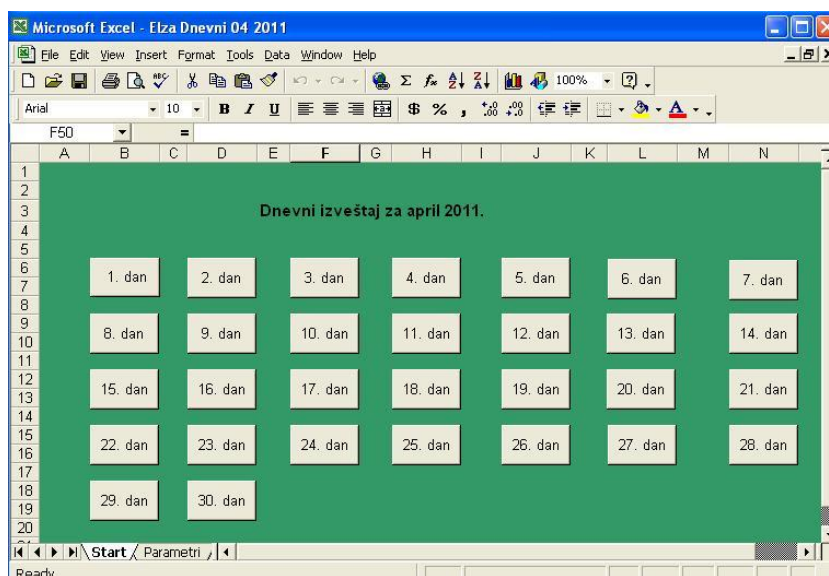 Microsoft Excel - Elza Dnevni 04 2011
File Edit View Insert Format Tools Data Window Help
100%
Arial 10 B I U $ % ,
F50 =
A B C D E F G H I J K L M N
1
2
3 Dnevni izveštaj za april 2011.
4
5
6
7
1. dan 2. dan 3. dan 4. dan 5. dan 6. dan 7. dan
8
9
10
8. dan 9. dan 10. dan 11. dan 12. dan 13. dan 14. dan
11
12
13
15. dan 16. dan 17. dan 18. dan 19. dan 20. dan 21. dan
14
15
16
22. dan 23. dan 24. dan 25. dan 26. dan 27. dan 28. dan
17
18
19
29. dan 30. dan
20
Start Parametri
Ready